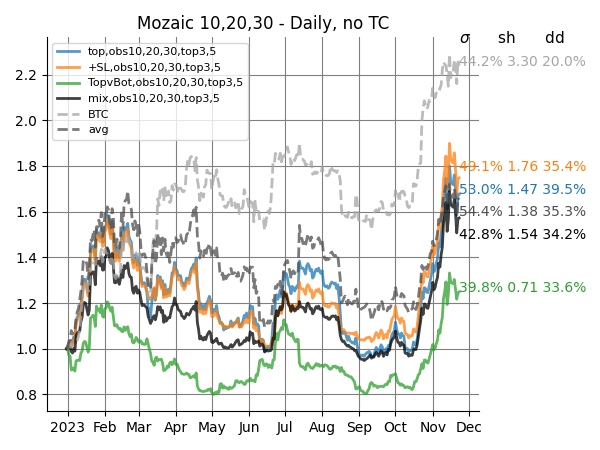 Mozaic 10,20,30 - Daily, no TC
σ sh dd
top,obs10,20,30,top3,5
+SL,obs10,20,30,top3,5
TopvBot,obs10,20,30,top3,5
mix,obs10,20,30,top3,5
BTC
avg
44.2% 3.30 20.0%
49.1% 1.76 35.4%
53.0% 1.47 39.5%
54.4% 1.38 35.3%
42.8% 1.54 34.2%
39.8% 0.71 33.6%
2.2
2.0
1.8
1.6
1.4
1.2
1.0
0.8
2023 Feb Mar Apr May Jun Jul Aug Sep Oct Nov Dec